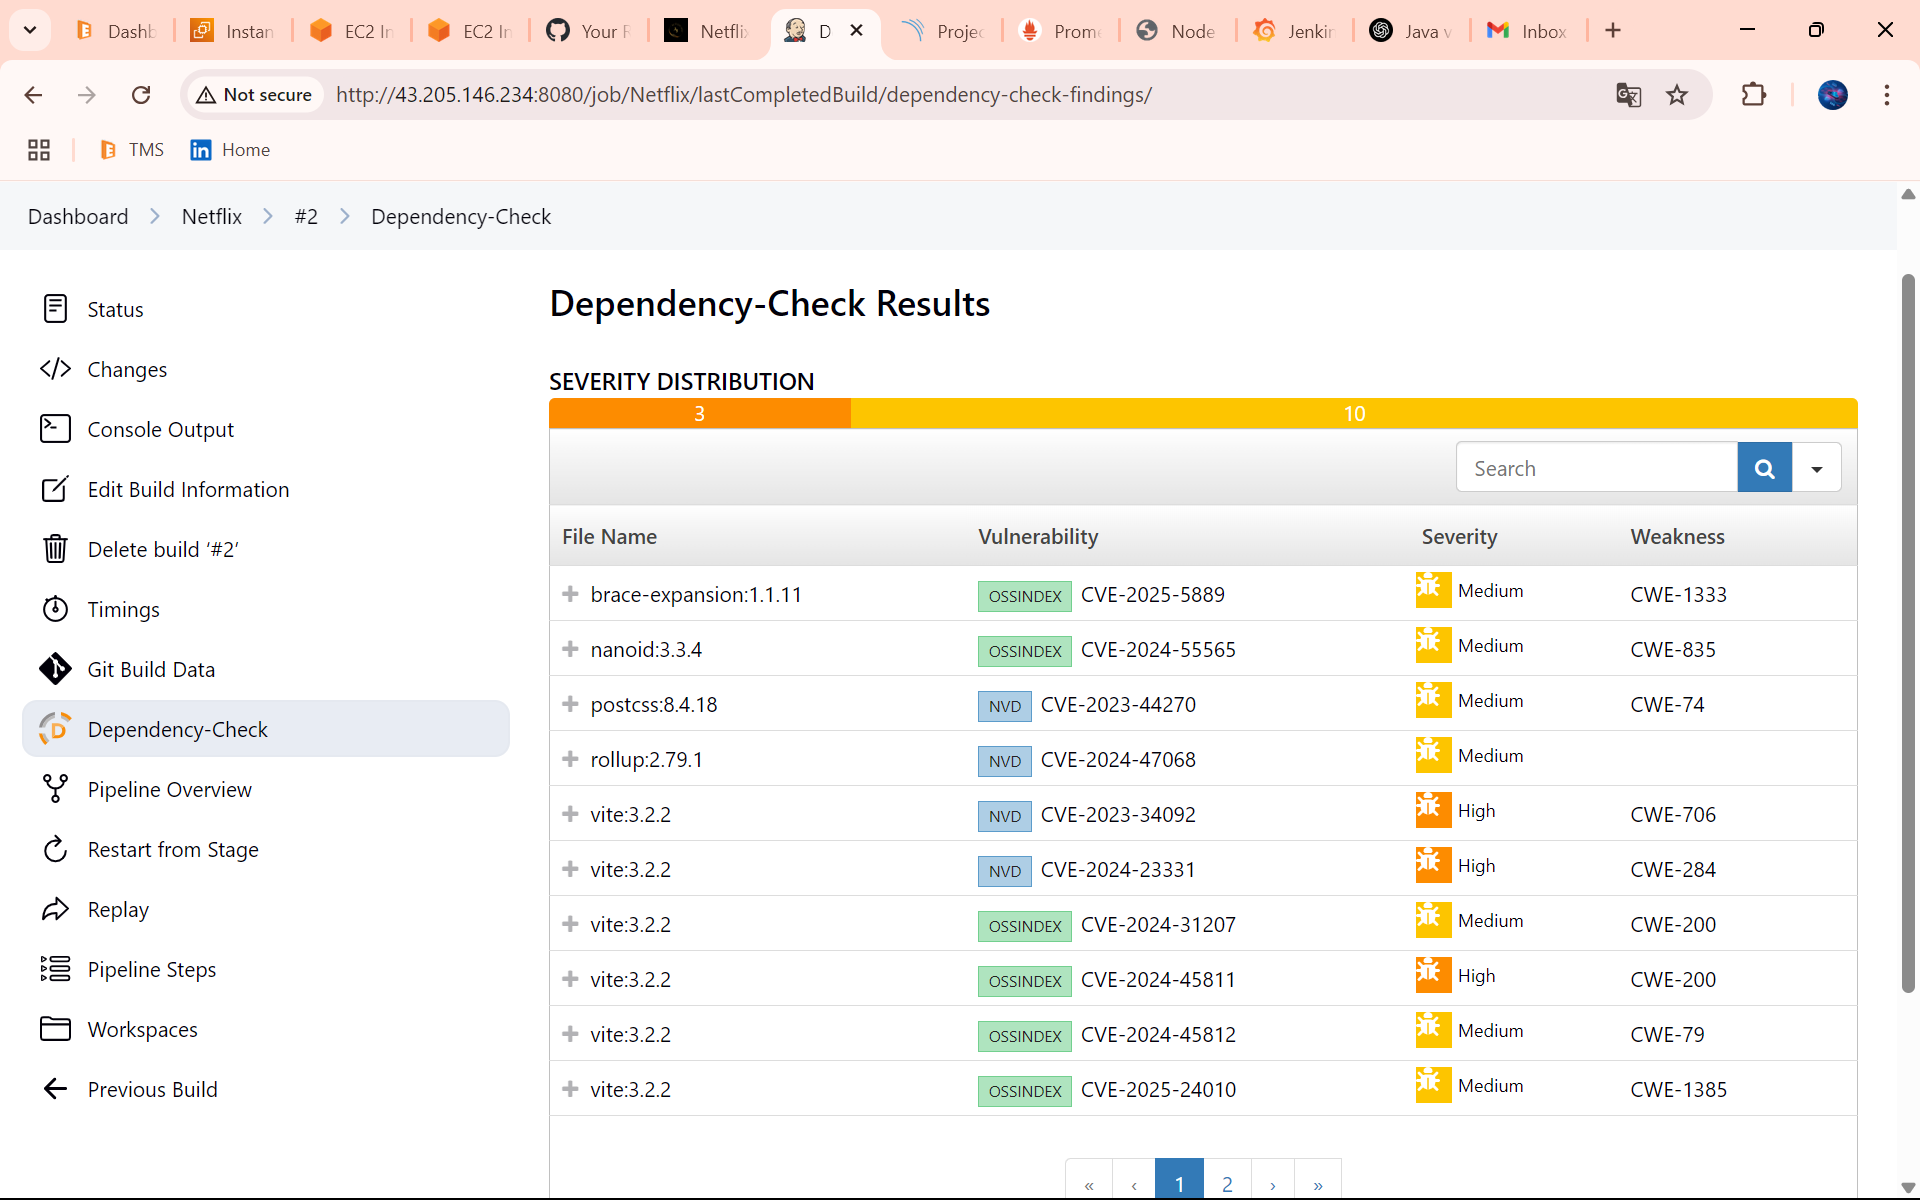 Dashb
Instan
EC2 In
EC2 In
Your R
Netflix
D
Projec
Prome
Node
Jenkin
Java v
Inbox
Not secure
http://43.205.146.234:8080/job/Netflix/lastCompletedBuild/dependency-check-findings/
TMS
in Home
Dashboard > Netflix > #2 > Dependency-Check
Status
Changes
Console Output
Edit Build Information
Delete build ‘#2’
Timings
Git Build Data
Dependency-Check
Pipeline Overview
Restart from Stage
Replay
Pipeline Steps
Workspaces
Previous Build
Dependency-Check Results
SEVERITY DISTRIBUTION
3 10
Search
File Name Vulnerability Severity Weakness
brace-expansion:1.1.11 OSSINDEX CVE-2025-5889 Medium CWE-1333
nanoid:3.3.4 OSSINDEX CVE-2024-55565 Medium CWE-835
postcss:8.4.18 NVD CVE-2023-44270 Medium CWE-74
rollup:2.79.1 NVD CVE-2024-47068 Medium
vite:3.2.2 NVD CVE-2023-34092 High CWE-706
vite:3.2.2 NVD CVE-2024-23331 High CWE-284
vite:3.2.2 OSSINDEX CVE-2024-31207 Medium CWE-200
vite:3.2.2 OSSINDEX CVE-2024-45811 High CWE-200
vite:3.2.2 OSSINDEX CVE-2024-45812 Medium CWE-79
vite:3.2.2 OSSINDEX CVE-2025-24010 Medium CWE-1385
« ‹ 1 2 › »